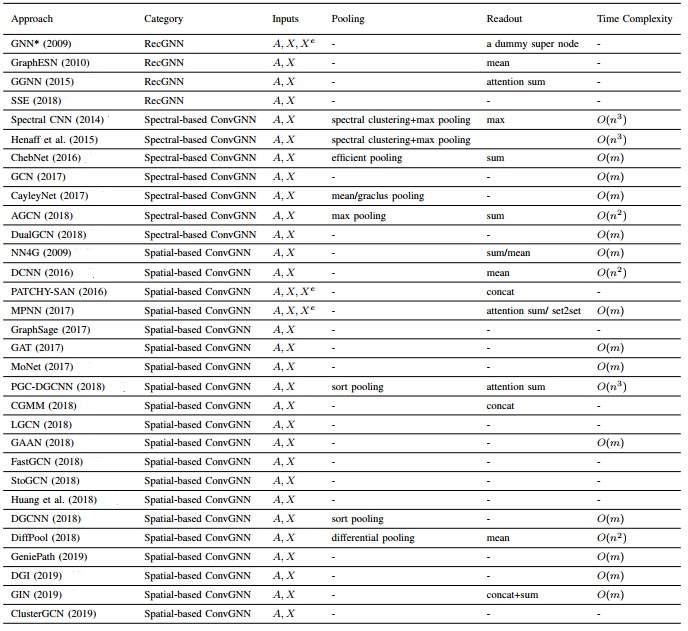 Approach Category Inputs Pooling Readout Time Complexity
GNN* (2009) RecGNN A, X, Xᵉ - a dummy super node -
GraphESN (2010) RecGNN A, X - mean -
GGNN (2015) RecGNN A, X - attention sum -
SSE (2018) RecGNN A, X - - -
Spectral CNN (2014) Spectral-based ConvGNN A, X spectral clustering+max pooling max O(n³)
Henaff et al. (2015) Spectral-based ConvGNN A, X spectral clustering+max pooling O(n³)
ChebNet (2016) Spectral-based ConvGNN A, X efficient pooling sum O(m)
GCN (2017) Spectral-based ConvGNN A, X - - O(m)
CayleyNet (2017) Spectral-based ConvGNN A, X mean/graclus pooling - O(m)
AGCN (2018) Spectral-based ConvGNN A, X max pooling sum O(n²)
DualGCN (2018) Spectral-based ConvGNN A, X - - O(m)
NN4G (2009) Spatial-based ConvGNN A, X - sum/mean O(m)
DCNN (2016) Spatial-based ConvGNN A, X - mean O(n²)
PATCHY-SAN (2016) Spatial-based ConvGNN A, X, Xᵉ - concat -
MPNN (2017) Spatial-based ConvGNN A, X, Xᵉ - attention sum/ set2set O(m)
GraphSage (2017) Spatial-based ConvGNN A, X - - -
GAT (2017) Spatial-based ConvGNN A, X - - O(m)
MoNet (2017) Spatial-based ConvGNN A, X - - O(m)
PGC-DGCNN (2018) Spatial-based ConvGNN A, X sort pooling attention sum O(n³)
CGMM (2018) Spatial-based ConvGNN A, X - concat -
LGCN (2018) Spatial-based ConvGNN A, X - - -
GAAN (2018) Spatial-based ConvGNN A, X - - O(m)
FastGCN (2018) Spatial-based ConvGNN A, X - - -
StoGCN (2018) Spatial-based ConvGNN A, X - - -
Huang et al. (2018) Spatial-based ConvGNN A, X - - -
DGCNN (2018) Spatial-based ConvGNN A, X sort pooling - O(m)
DiffPool (2018) Spatial-based ConvGNN A, X differential pooling mean O(n²)
GeniePath (2019) Spatial-based ConvGNN A, X - - O(m)
DGI (2019) Spatial-based ConvGNN A, X - - O(m)
GIN (2019) Spatial-based ConvGNN A, X - concat+sum O(m)
ClusterGCN (2019) Spatial-based ConvGNN A, X - - -